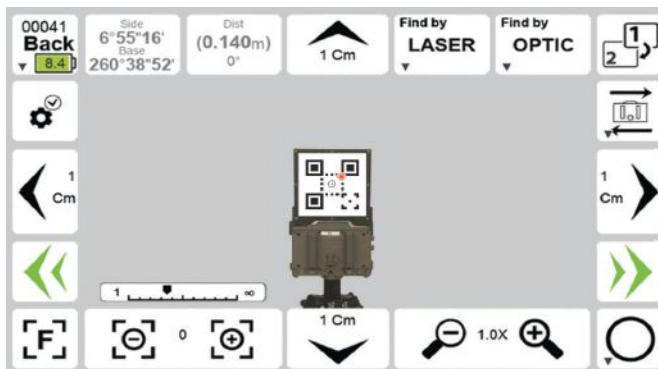 00041
Back
8.4
Side
6°55"16'
Base
260°38"52'
Dist
(0.140m)
0°
1 Cm
Find by
LASER
Find by
OPTIC
1
2
1
Cm
1
Cm
1 ∞
F
0
1 Cm
1.0X